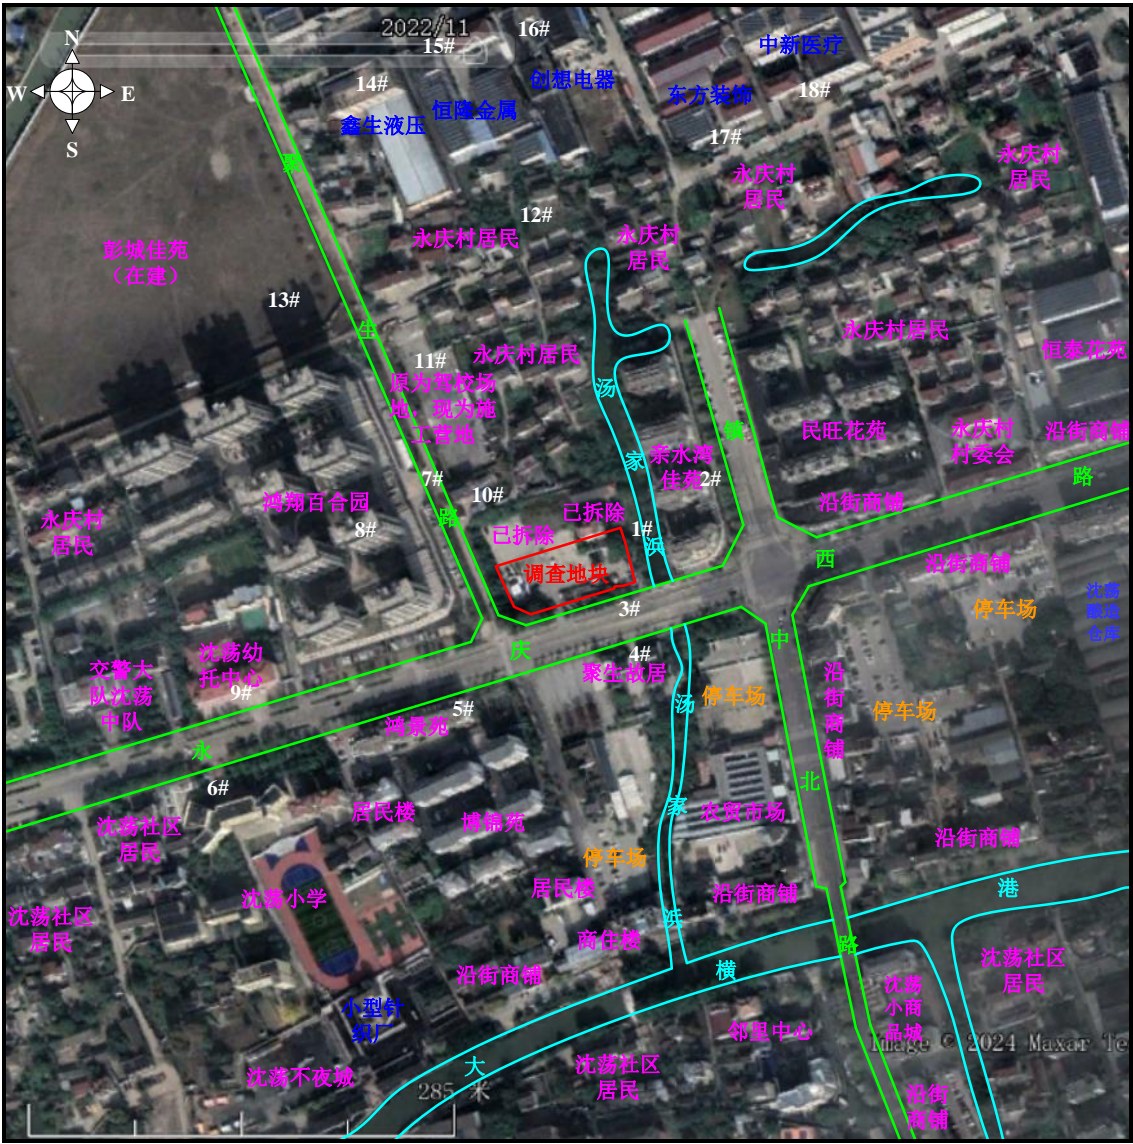 2022/11
16#
15#
中新医疗
N
创想电器
14#
18#
W
E
东方装饰
恒隆金属
鑫生液压
17#
S
聚
永庆村
居民
永庆村
居民
12#
永庆村居民
永庆村
居民
彭城佳苑
（在建）
13#
生
永庆村居民
恒泰花苑
11#
永庆村居民
原为驾校场
地，现为施
工营地
汤
镇
民旺花苑
永庆村
村委会
沿街商铺
家
亲水湾
佳苑
2#
7#
路
10#
鸿翔百合园
沿街商铺
路
已拆除
永庆村
居民
8#
已拆除
1#
浜
西
沿街商铺
调查地块
沈荡
酿造
仓库
3#
停车场
中
庆
4#
沈荡幼
托中心
交警大
队沈荡
中队
聚生故居
沿
街
商
铺
9#
停车场
汤
5#
停车场
鸿景苑
永
6#
北
家
农贸市场
居民楼
博锦苑
沈荡社区
居民
沿街商铺
停车场
居民楼
沿街商铺
港
沈荡小学
沈荡社区
居民
浜
商住楼
路
沈荡社区
居民
沿街商铺
横
沈荡
小商
品城
小型针
织厂
邻里中心
Image © 2024 Maxar Te
大
沈荡不夜城
沈荡社区
居民
285 米
沿街
商铺